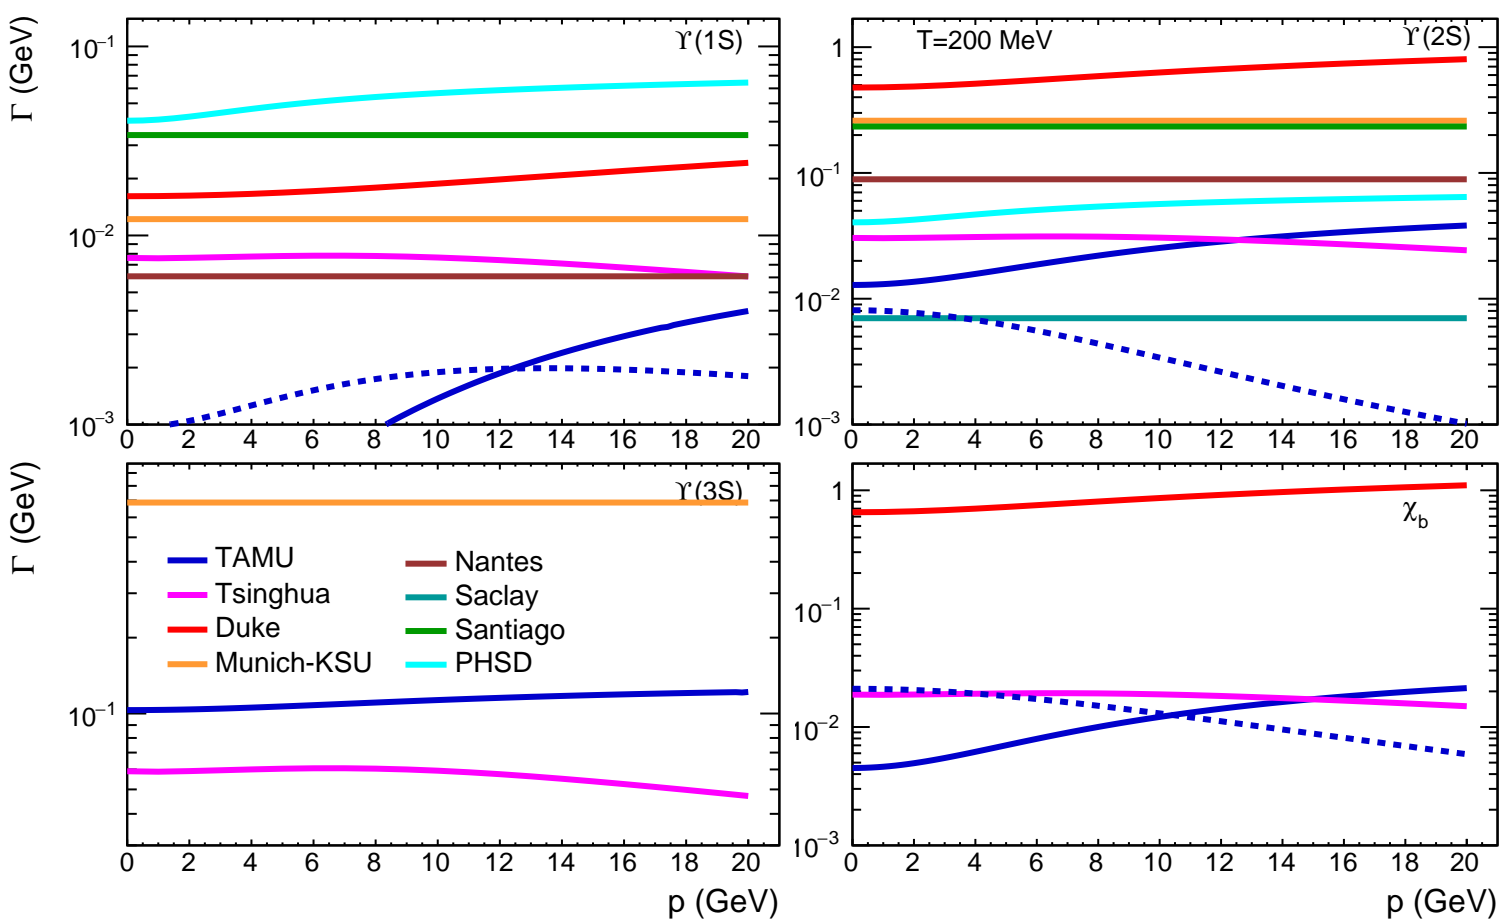 Γ (GeV)
10⁻¹
10⁻²
10⁻³
ϒ(1S)
0 2 4 6 8 10 12 14 16 18 20
T=200 MeV
ϒ(2S)
1
10⁻¹
10⁻²
10⁻³
0 2 4 6 8 10 12 14 16 18 20
Γ (GeV)
ϒ(3S)
TAMU
Tsinghua
Duke
Munich-KSU
Nantes
Saclay
Santiago
PHSD
10⁻¹
0 2 4 6 8 10 12 14 16 18 20
p (GeV)
1
χb
10⁻¹
10⁻²
10⁻³
0 2 4 6 8 10 12 14 16 18 20
p (GeV)